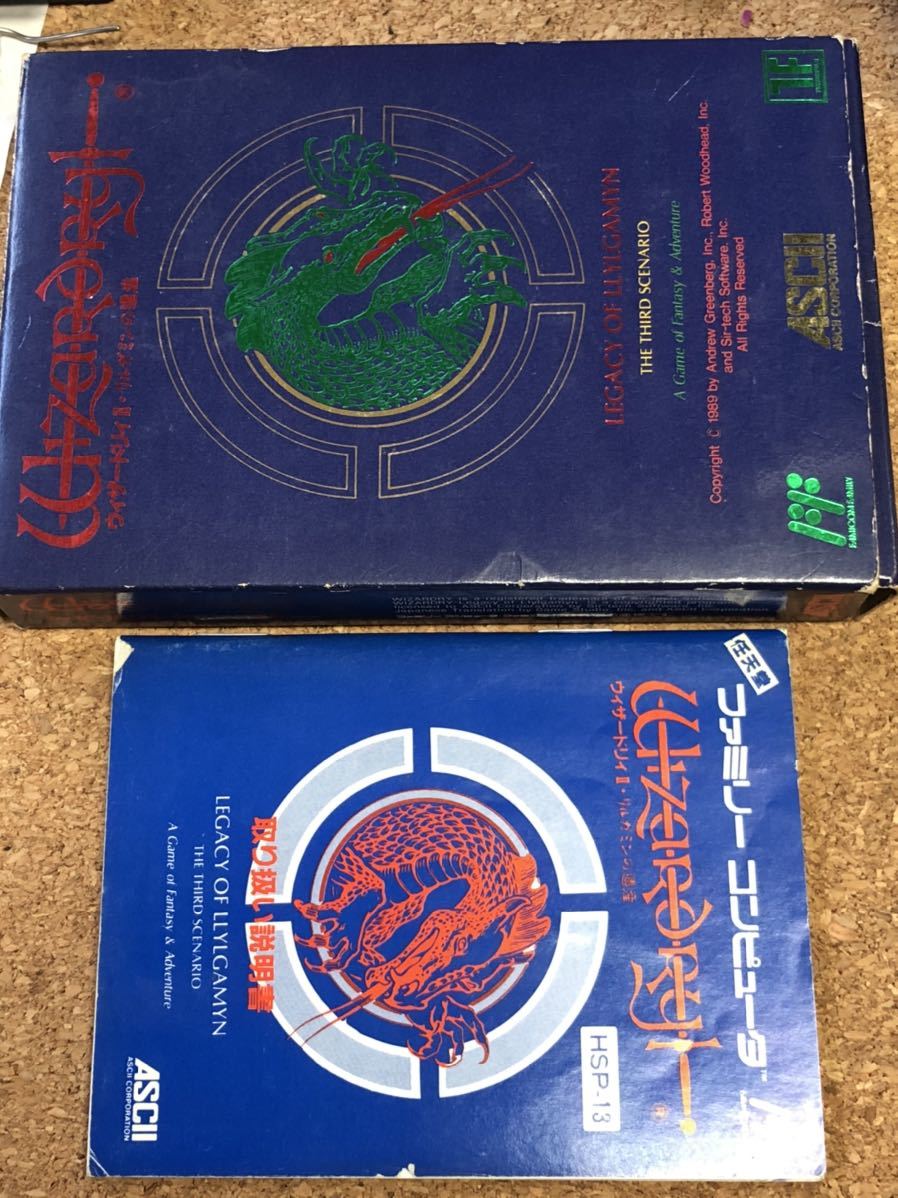 Wizardry®
ウィザードリィⅡ・リルガミンの遺産
LEGACY OF LLYLGAMYN
THE THIRD SCENARIO
A Game of Fantasy & Adventure
Copyright © 1989 by Andrew Greenberg, Inc., Robert Woodhead, Inc.
and Sir-tech Software, Inc.
All Rights Reserved
ASCII
ASCII CORPORATION
FAMICOM FAMILY
任天堂
ファミリー コンピュータ™
Wizardry®
ウィザードリィⅡ・リルガミンの遺産
取り扱い説明書
LEGACY OF LLYLGAMYN
THE THIRD SCENARIO
A Game of Fantasy & Adventure
HSP-13
ASCII
ASCII CORPORATION